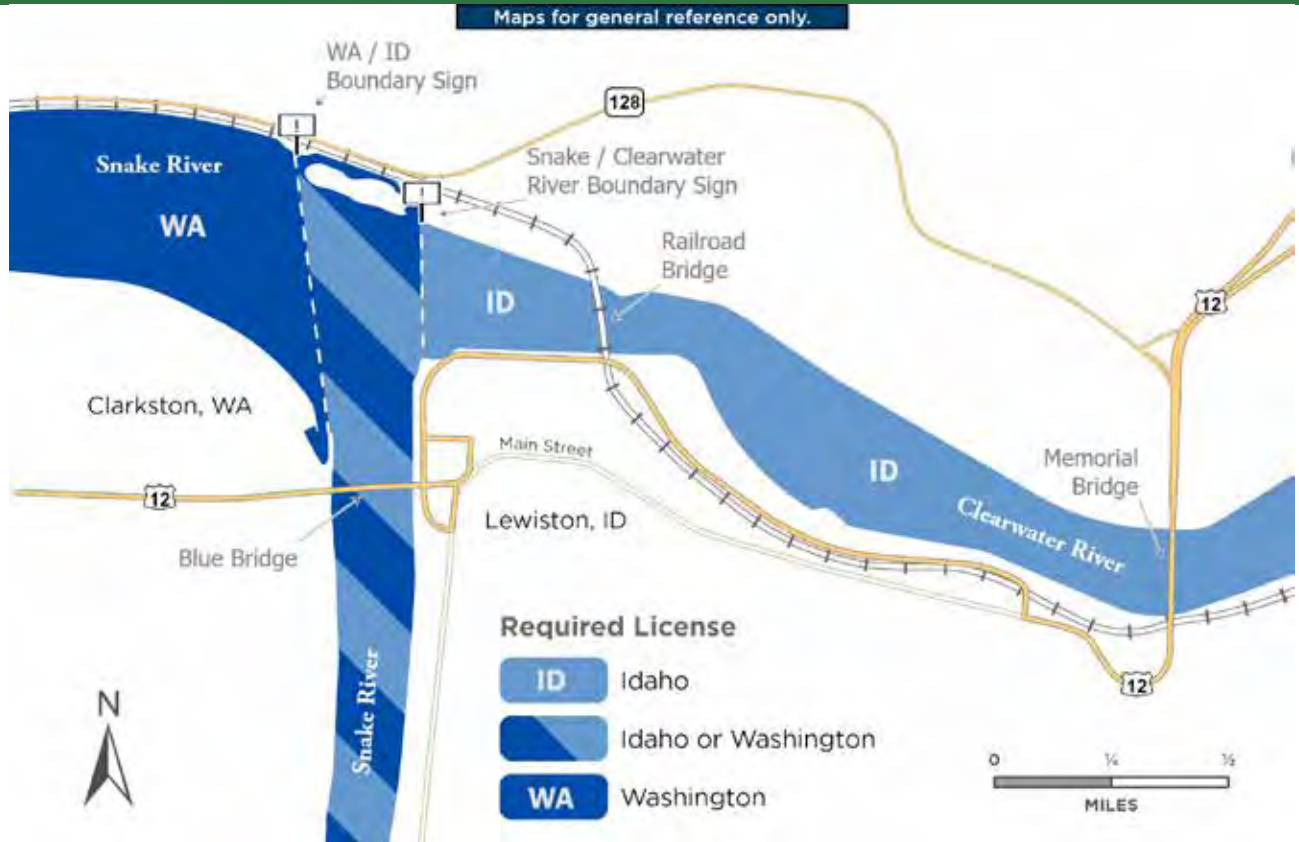 Maps for general reference only.
WA / ID
Boundary Sign
128
Snake / Clearwater
River Boundary Sign
Snake River
WA
!
!
Railroad
Bridge
ID
12
Clarkston, WA
Main Street
ID
Memorial
Bridge
12
Lewiston, ID
Clearwater River
Blue Bridge
Required License
ID Idaho
Idaho or Washington
WA Washington
Snake River
N
12
0 ¼ ½
MILES